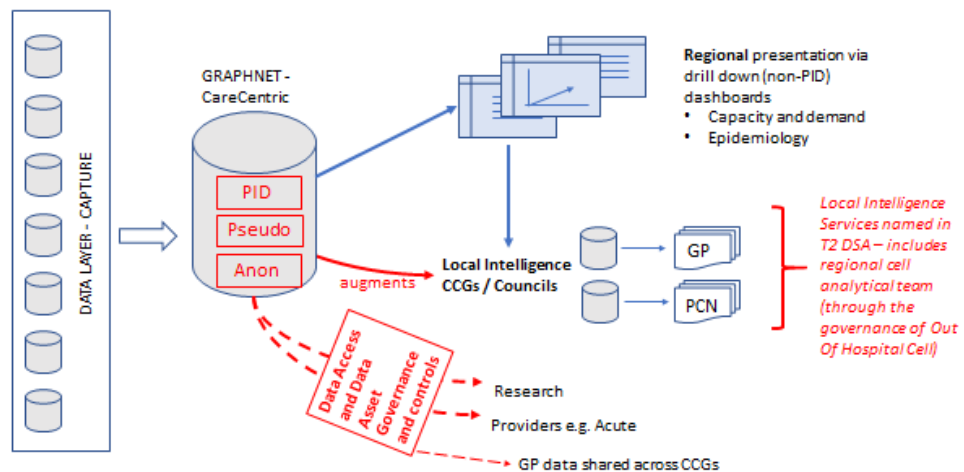 DATA LAYER - CAPTURE
GRAPHNET -
CareCentric
PID
Pseudo
Anon
Regional presentation via
drill down (non-PID)
dashboards
• Capacity and demand
• Epidemiology
augments
Local Intelligence
CCGs / Councils
GP
PCN
Local Intelligence
Services named in
T2 DSA – includes
regional cell
analytical team
(through the
governance of Out
Of Hospital Cell)
Data Access
and Data
Asset
Governance
and controls
Research
Providers e.g. Acute
GP data shared across CCGs